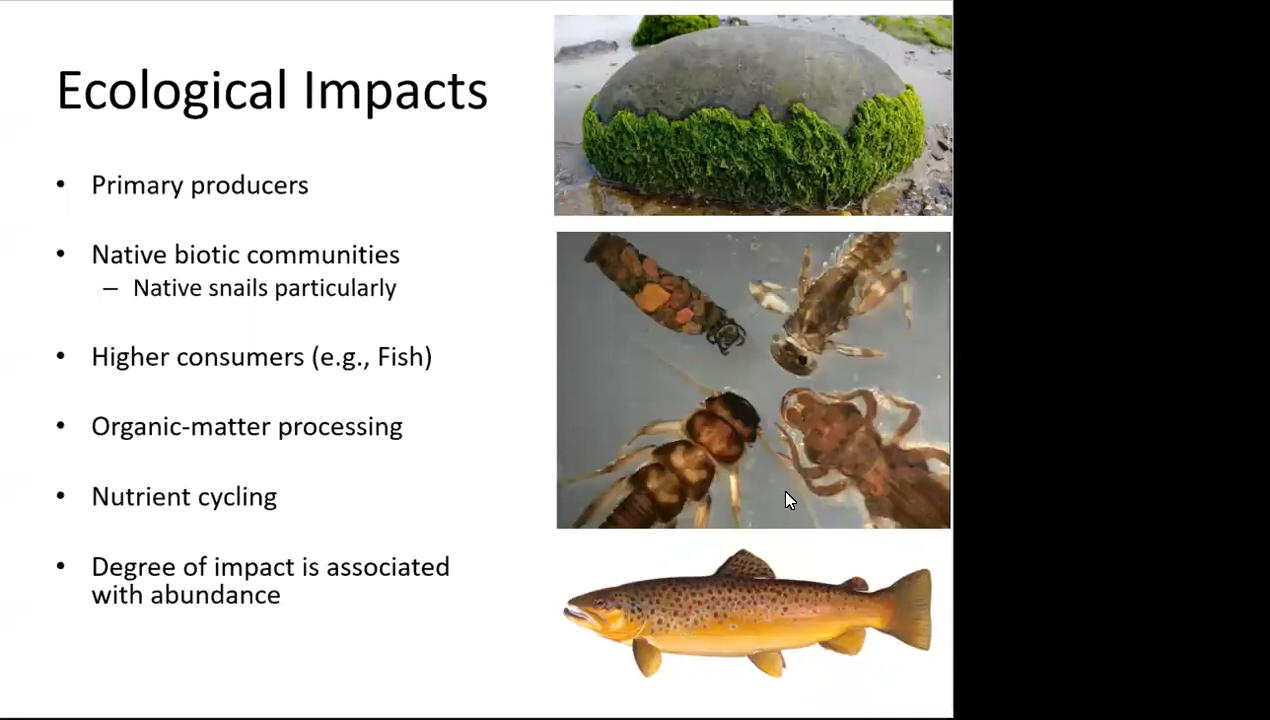 Ecological Impacts
• Primary producers
• Native biotic communities
– Native snails particularly
• Higher consumers (e.g., Fish)
• Organic-matter processing
• Nutrient cycling
• Degree of impact is associated
with abundance